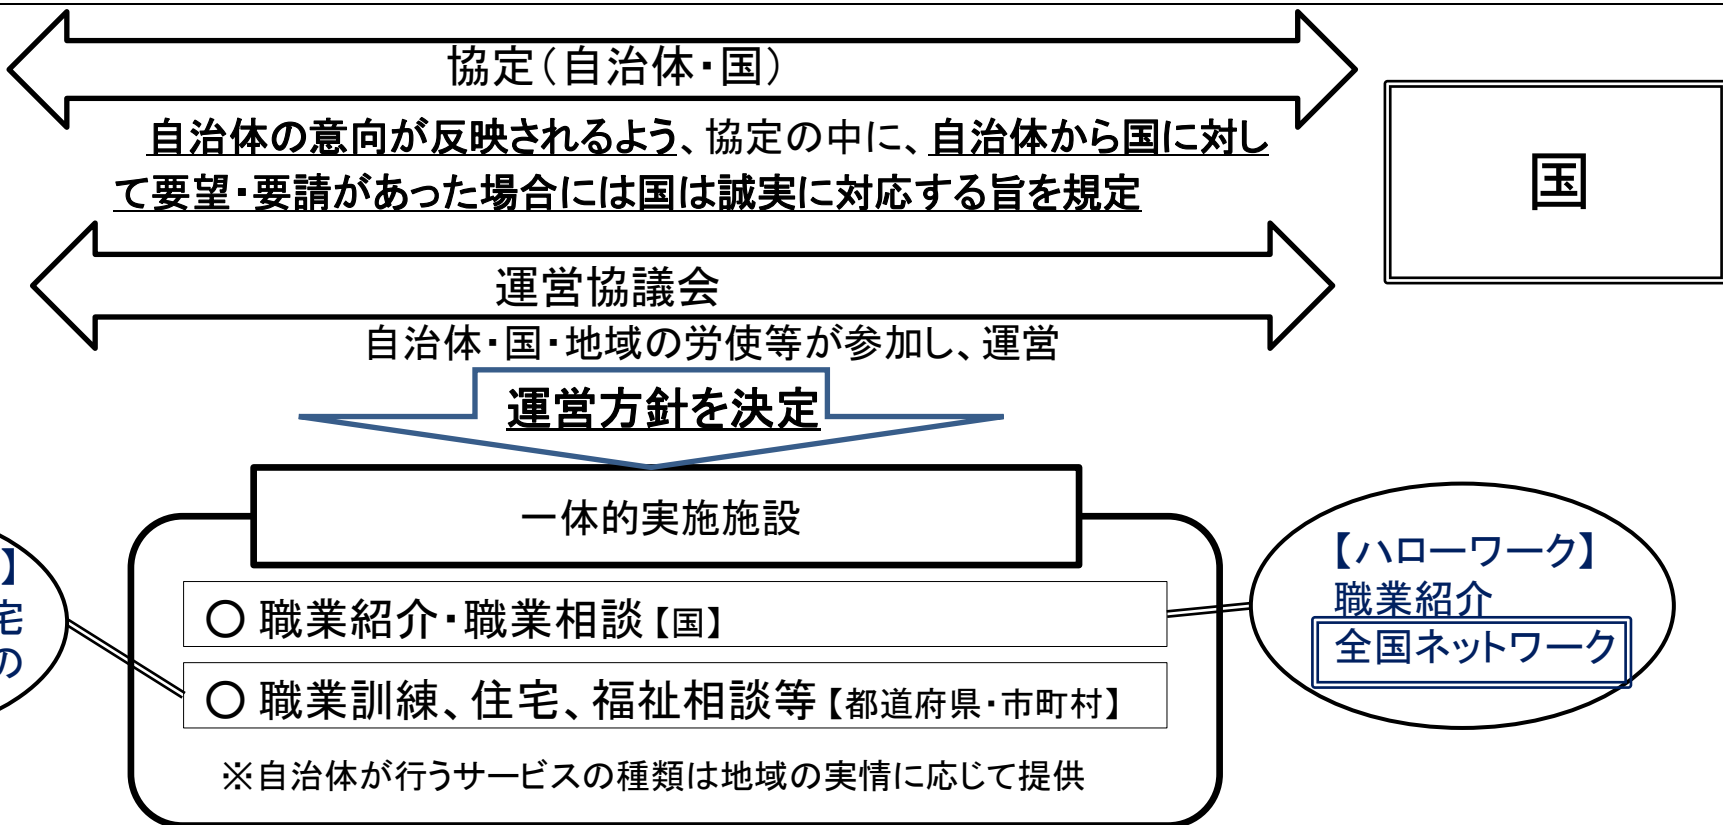 協定(自治体・国)
自治体の意向が反映されるよう、協定の中に、自治体から国に対し
て要望・要請があった場合には国は誠実に対応する旨を規定
国
運営協議会
自治体・国・地域の労使等が参加し、運営
運営方針を決定
一体的実施施設
○ 職業紹介・職業相談【国】
○ 職業訓練、住宅、福祉相談等【都道府県・市町村】
※自治体が行うサービスの種類は地域の実情に応じて提供
】
宅
の
【ハローワーク】
職業紹介
全国ネットワーク